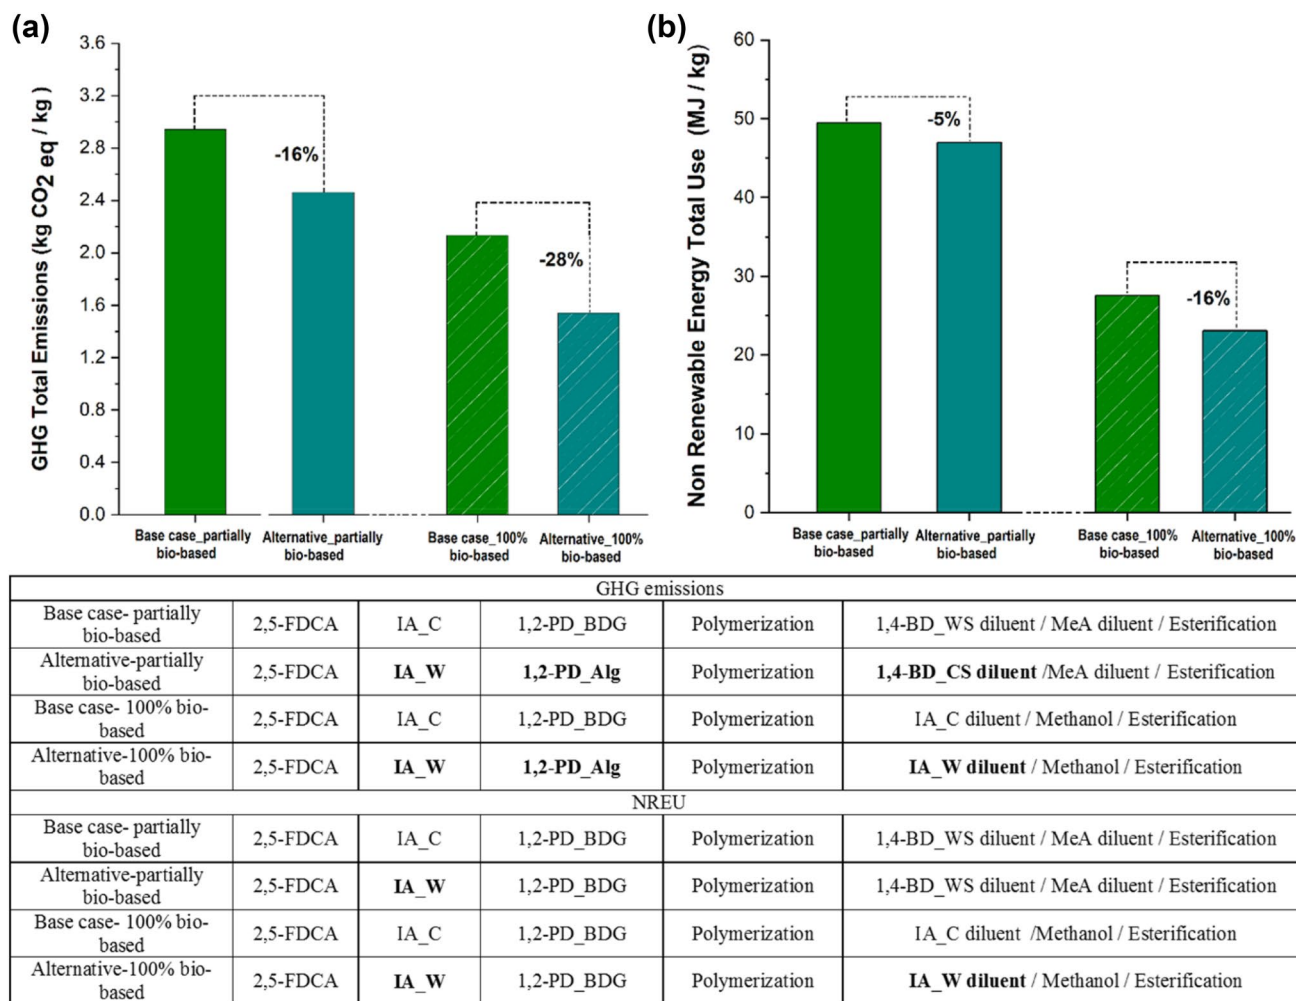 (a)
GHG Total Emissions (kg CO2 eq / kg )
3.6
3.2
2.8
2.4
2.0
1.6
1.2
0.8
0.4
0.0
-16%
-28%
Base case_partially
bio-based
Alternative_partially
bio-based
Base case_100%
bio-based
Alternative_100%
bio-based
(b)
Non Renewable Energy Total Use (MJ / kg)
60
50
40
30
20
10
0
-5%
-16%
Base case_partially
bio-based
Alternative_partially
bio-based
Base case_100%
bio-based
Alternative_100%
bio-based
GHG emissions
Base case- partially
bio-based
2,5-FDCA
IA_C
1,2-PD_BDG
Polymerization
1,4-BD_WS diluent / MeA diluent / Esterification
Alternative-partially
bio-based
2,5-FDCA
IA_W
1,2-PD_Alg
Polymerization
1,4-BD_CS diluent /MeA diluent / Esterification
Base case- 100% bio-
based
2,5-FDCA
IA_C
1,2-PD_BDG
Polymerization
IA_C diluent / Methanol / Esterification
Alternative-100% bio-
based
2,5-FDCA
IA_W
1,2-PD_Alg
Polymerization
IA_W diluent / Methanol / Esterification
NREU
Base case- partially
bio-based
2,5-FDCA
IA_C
1,2-PD_BDG
Polymerization
1,4-BD_WS diluent / MeA diluent / Esterification
Alternative-partially
bio-based
2,5-FDCA
IA_W
1,2-PD_BDG
Polymerization
1,4-BD_WS diluent / MeA diluent / Esterification
Base case- 100% bio-
based
2,5-FDCA
IA_C
1,2-PD_BDG
Polymerization
IA_C diluent /Methanol / Esterification
Alternative-100% bio-
based
2,5-FDCA
IA_W
1,2-PD_BDG
Polymerization
IA_W diluent / Methanol / Esterification